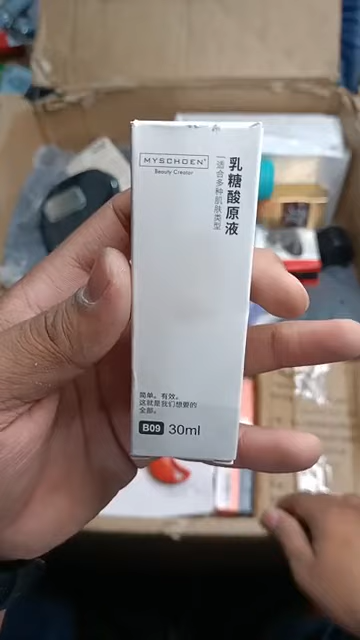 MYSCHOEN
Beauty Creator
乳糖酸原液
适合多种肌肤类型
简单。有效。
这就是我们想要的
全部。
B09 30ml